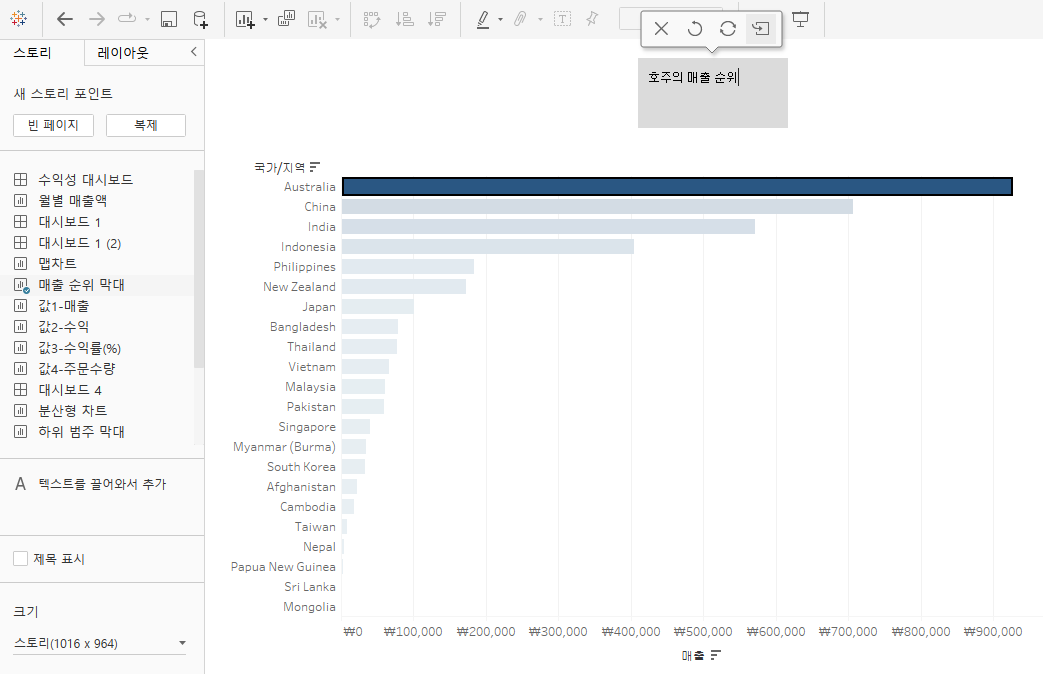 스토리
레이아웃
새 스토리 포인트
빈 페이지
복제
수익성 대시보드
월별 매출액
대시보드 1
대시보드 1 (2)
맵차트
매출 순위 막대
값1-매출
값2-수익
값3-수익률(%)
값4-주문수량
대시보드 4
분산형 차트
하위 범주 막대
A 텍스트를 끌어와서 추가
제목 표시
크기
스토리(1016 x 964)
호주의 매출 순위
국가/지역
Australia
China
India
Indonesia
Philippines
New Zealand
Japan
Bangladesh
Thailand
Vietnam
Malaysia
Pakistan
Singapore
Myanmar (Burma)
South Korea
Afghanistan
Cambodia
Taiwan
Nepal
Papua New Guinea
Sri Lanka
Mongolia
₩0 ₩100,000 ₩200,000 ₩300,000 ₩400,000 ₩500,000 ₩600,000 ₩700,000 ₩800,000 ₩900,000
매출